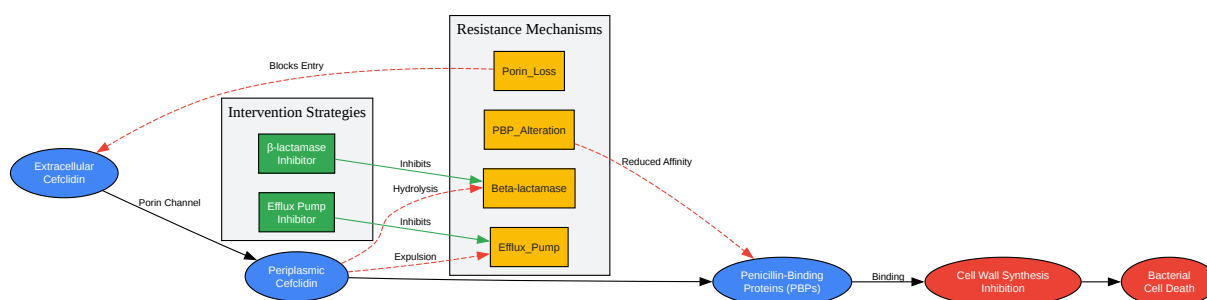 Resistance Mechanisms
Porin_Loss
Blocks Entry
Intervention Strategies
β-lactamase
Inhibitor
PBP_Alteration
Extracellular
Cefclidin
Inhibits
Reduced Affinity
Hydrolysis
Beta-lactamase
Porin Channel
Efflux Pump
Inhibitor
Inhibits
Efflux_Pump
Expulsion
Periplasmic
Cefclidin
Penicillin-Binding
Proteins (PBPs)
Binding
Cell Wall Synthesis
Inhibition
Bacterial
Cell Death